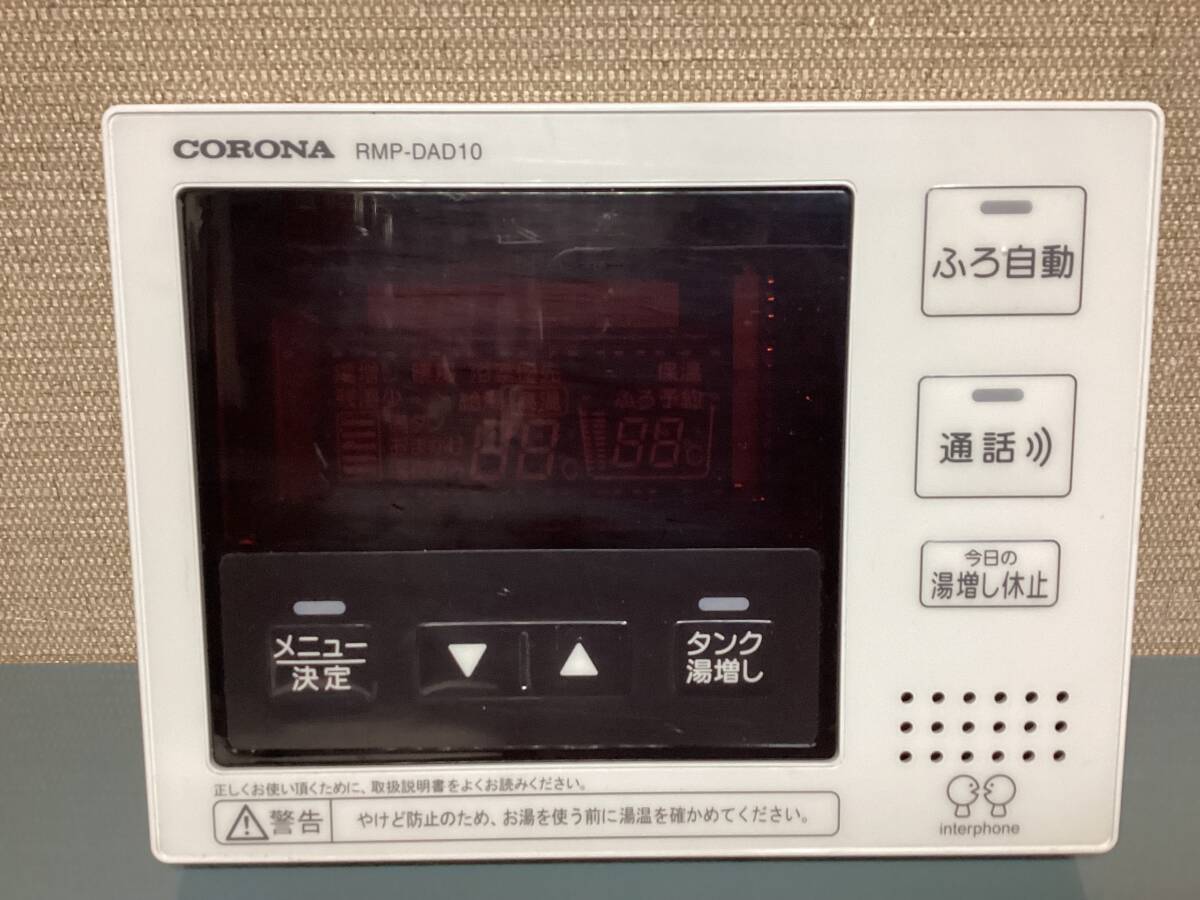 CORONA RMP-DAD10
ふろ自動
通話
今日の
湯増し休止
88℃ 88℃
メニュー
決定
▼ ▲
タンク
湯増し
正しくお使い頂くために、取扱説明書をよくお読みください。
警告 やけど防止のため、お湯を使う前に湯温を確かめてください。
interphone